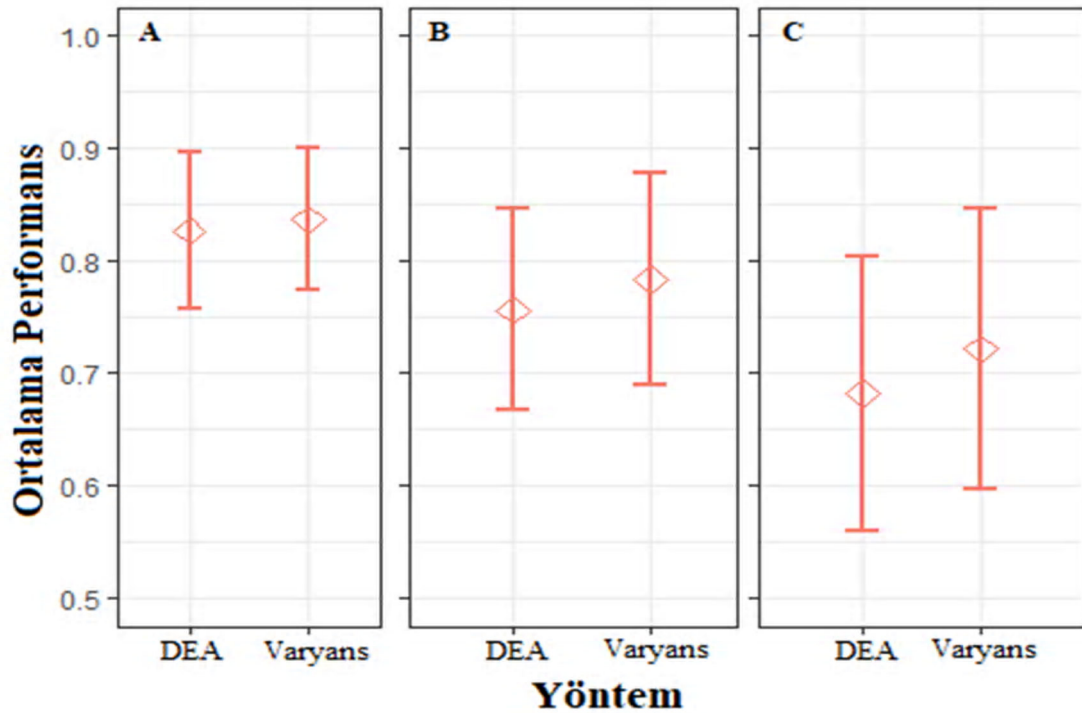 A
B
C
1.0
0.9
0.8
0.7
0.6
0.5
Ortalama Performans
DEA Varyans
DEA Varyans
DEA Varyans
Yöntem